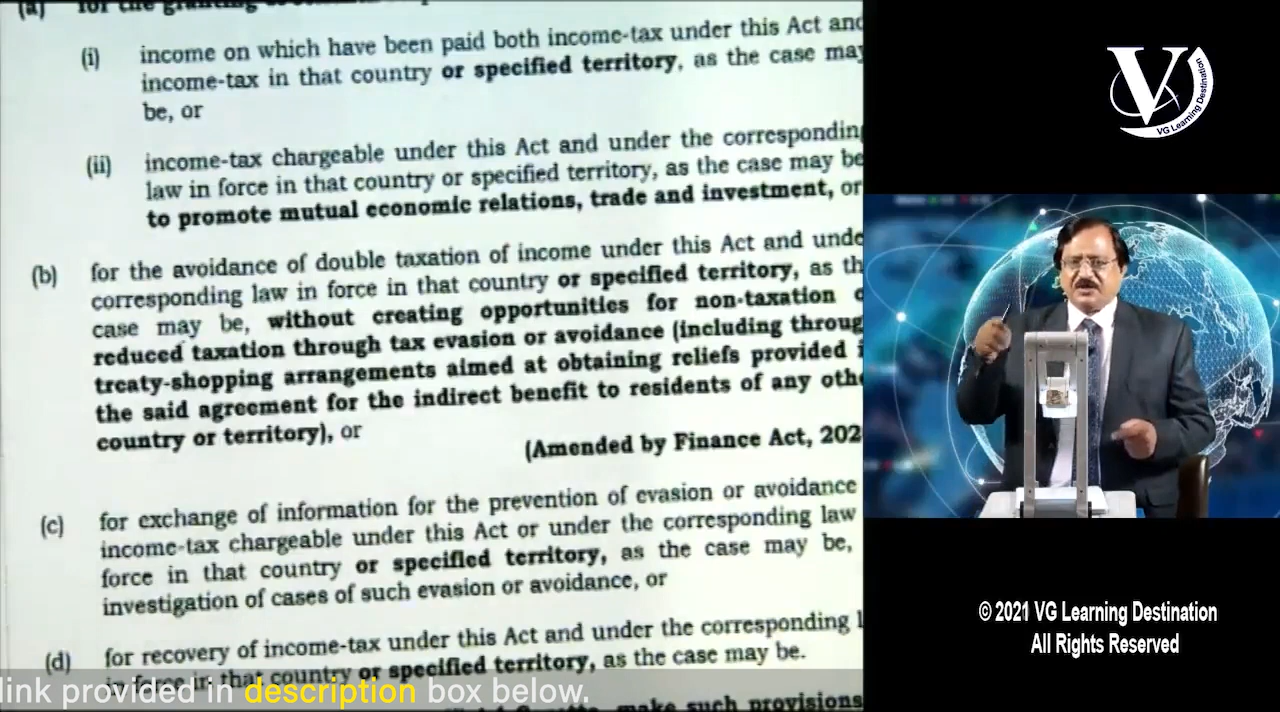 (a) for the granting
(i) income on which have been paid both income-tax under this Act and
income-tax in that country or specified territory, as the case may
be, or
(ii) income-tax chargeable under this Act and under the corresponding
law in force in that country or specified territory, as the case may be
to promote mutual economic relations, trade and investment, or
(b) for the avoidance of double taxation of income under this Act and unde
corresponding law in force in that country or specified territory, as th
case may be, without creating opportunities for non-taxation o
reduced taxation through tax evasion or avoidance (including throug
treaty-shopping arrangements aimed at obtaining reliefs provided i
the said agreement for the indirect benefit to residents of any othe
country or territory), or
(Amended by Finance Act, 202
(c) for exchange of information for the prevention of evasion or avoidance
income-tax chargeable under this Act or under the corresponding law
force in that country or specified territory, as the case may be,
investigation of cases of such evasion or avoidance, or
(d) for recovery of income-tax under this Act and under the corresponding l
in force in that country or specified territory, as the case may be.
make such provisions
link provided in description box below.
VG Learning Destination
© 2021 VG Learning Destination
All Rights Reserved